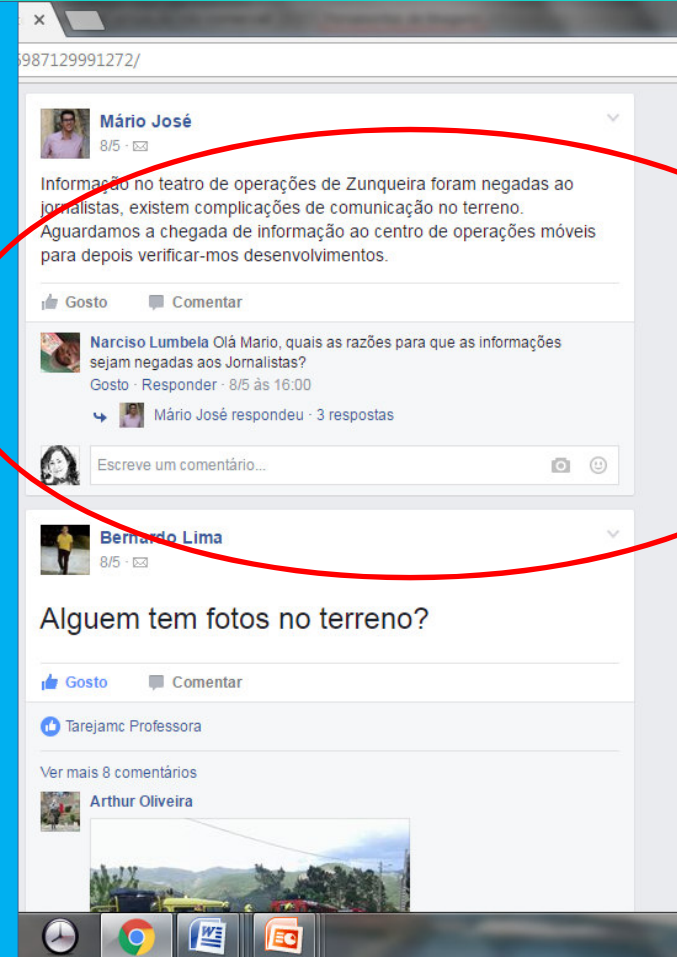 5987129991272/
Mário José
8/5 ·
Informação no teatro de operações de Zunqueira foram negadas ao
jornalistas, existem complicações de comunicação no terreno.
Aguardamos a chegada de informação ao centro de operações móveis
para depois verificar-mos desenvolvimentos.
Gosto Comentar
Narciso Lumbela Olá Mario, quais as razões para que as informações
sejam negadas aos Jornalistas?
Gosto · Responder · 8/5 às 16:00
Mário José respondeu · 3 respostas
Escreve um comentário...
Bernardo Lima
8/5 ·
Alguem tem fotos no terreno?
Gosto Comentar
Tarejamc Professora
Ver mais 8 comentários
Arthur Oliveira